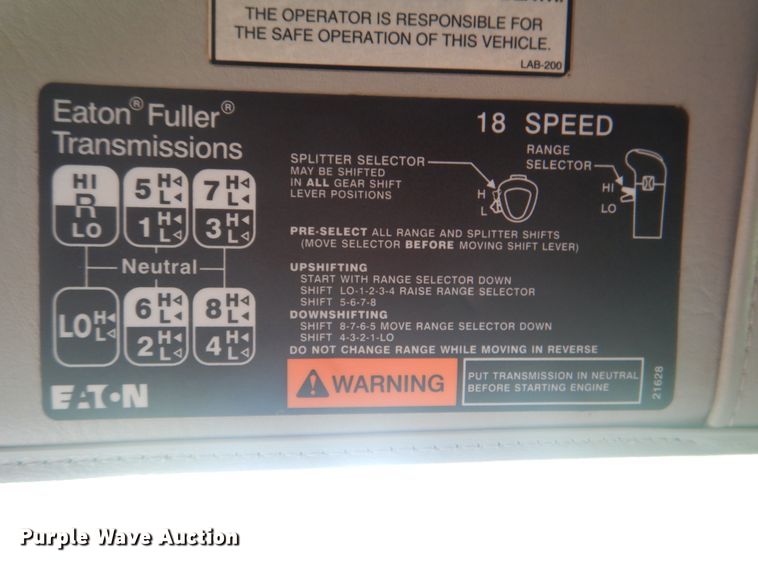 THE OPERATOR IS RESPONSIBLE FOR
THE SAFE OPERATION OF THIS VEHICLE.
LAB-200
Eaton® Fuller®
Transmissions
18 SPEED
HI
R
LO
5 H L
1 H L
7 H L
3 H L
Neutral
LO H L
6 H L
2 H L
8 H L
4 H L
SPLITTER SELECTOR
MAY BE SHIFTED
IN ALL GEAR SHIFT
LEVER POSITIONS
H
L
RANGE
SELECTOR
HI
LO
PRE-SELECT ALL RANGE AND SPLITTER SHIFTS
(MOVE SELECTOR BEFORE MOVING SHIFT LEVER)
UPSHIFTING
START WITH RANGE SELECTOR DOWN
SHIFT LO-1-2-3-4 RAISE RANGE SELECTOR
SHIFT 5-6-7-8
DOWNSHIFTING
SHIFT 8-7-6-5 MOVE RANGE SELECTOR DOWN
SHIFT 4-3-2-1-LO
DO NOT CHANGE RANGE WHILE MOVING IN REVERSE
WARNING
PUT TRANSMISSION IN NEUTRAL
BEFORE STARTING ENGINE
21628
EATON
Purple Wave Auction